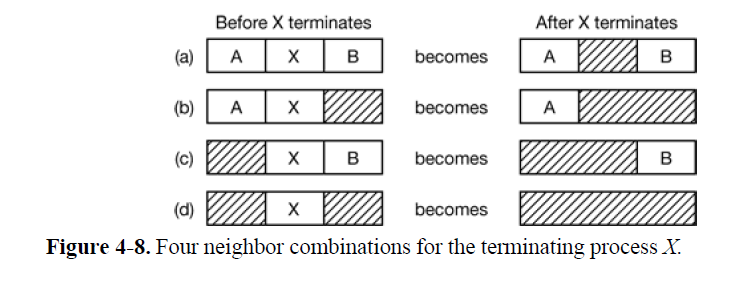 Before X terminates After X terminates
(a) A X B becomes A B
(b) A X becomes A
(c) X B becomes B
(d) X becomes
Figure 4-8. Four neighbor combinations for the terminating process X.